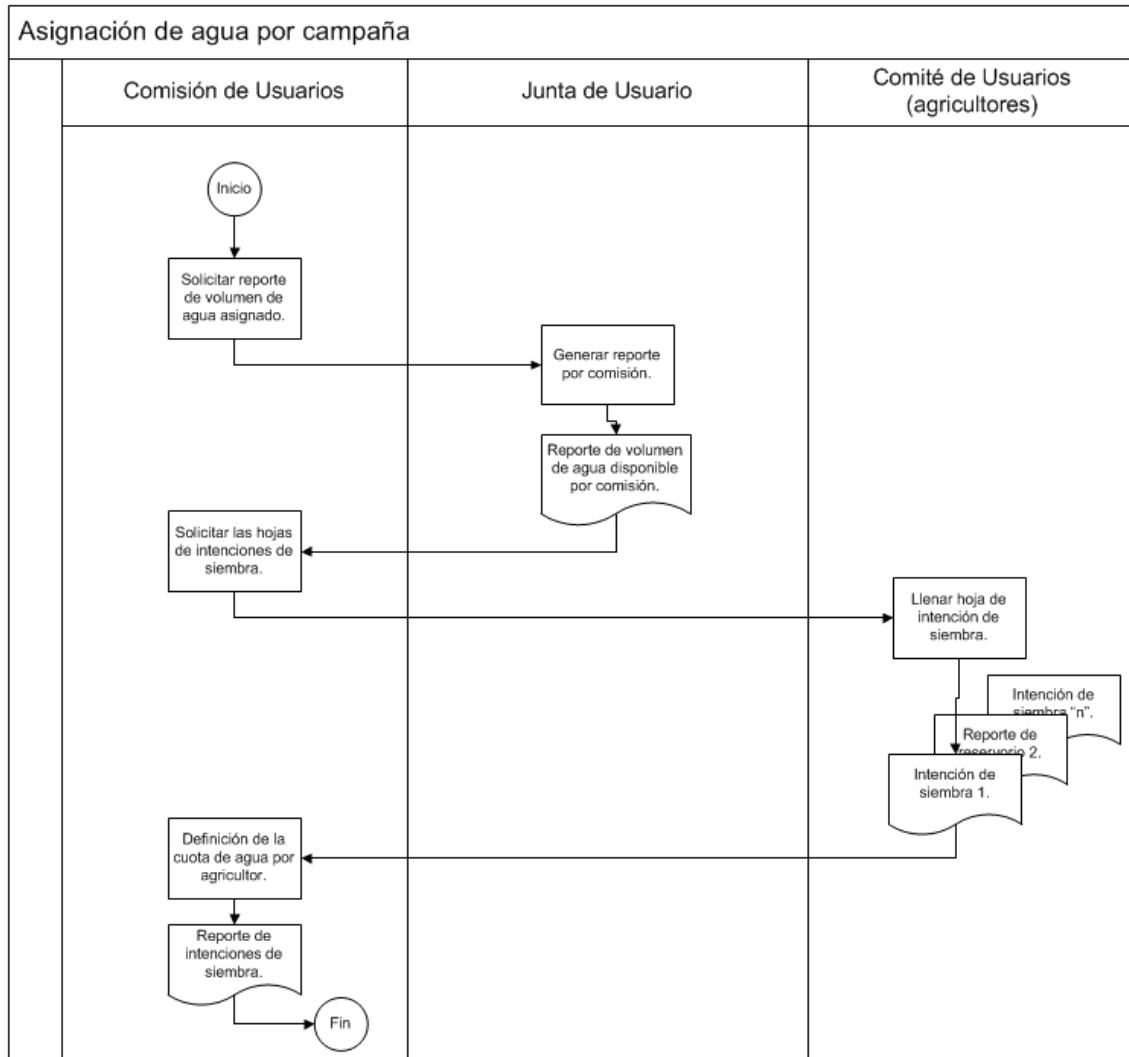 Asignación de agua por campaña
Comisión de Usuarios
Junta de Usuario
Comité de Usuarios
(agricultores)
Inicio
Solicitar reporte
de volumen de
agua asignado.
Generar reporte
por comisión.
Reporte de volumen
de agua disponible
por comisión.
Solicitar las hojas
de intenciones de
siembra.
Llenar hoja de
intención de
siembra.
Intención de
siembra "n".
Reporte de
reservorio 2.
Intención de
siembra 1.
Definición de la
cuota de agua por
agricultor.
Reporte de
intenciones de
siembra.
Fin